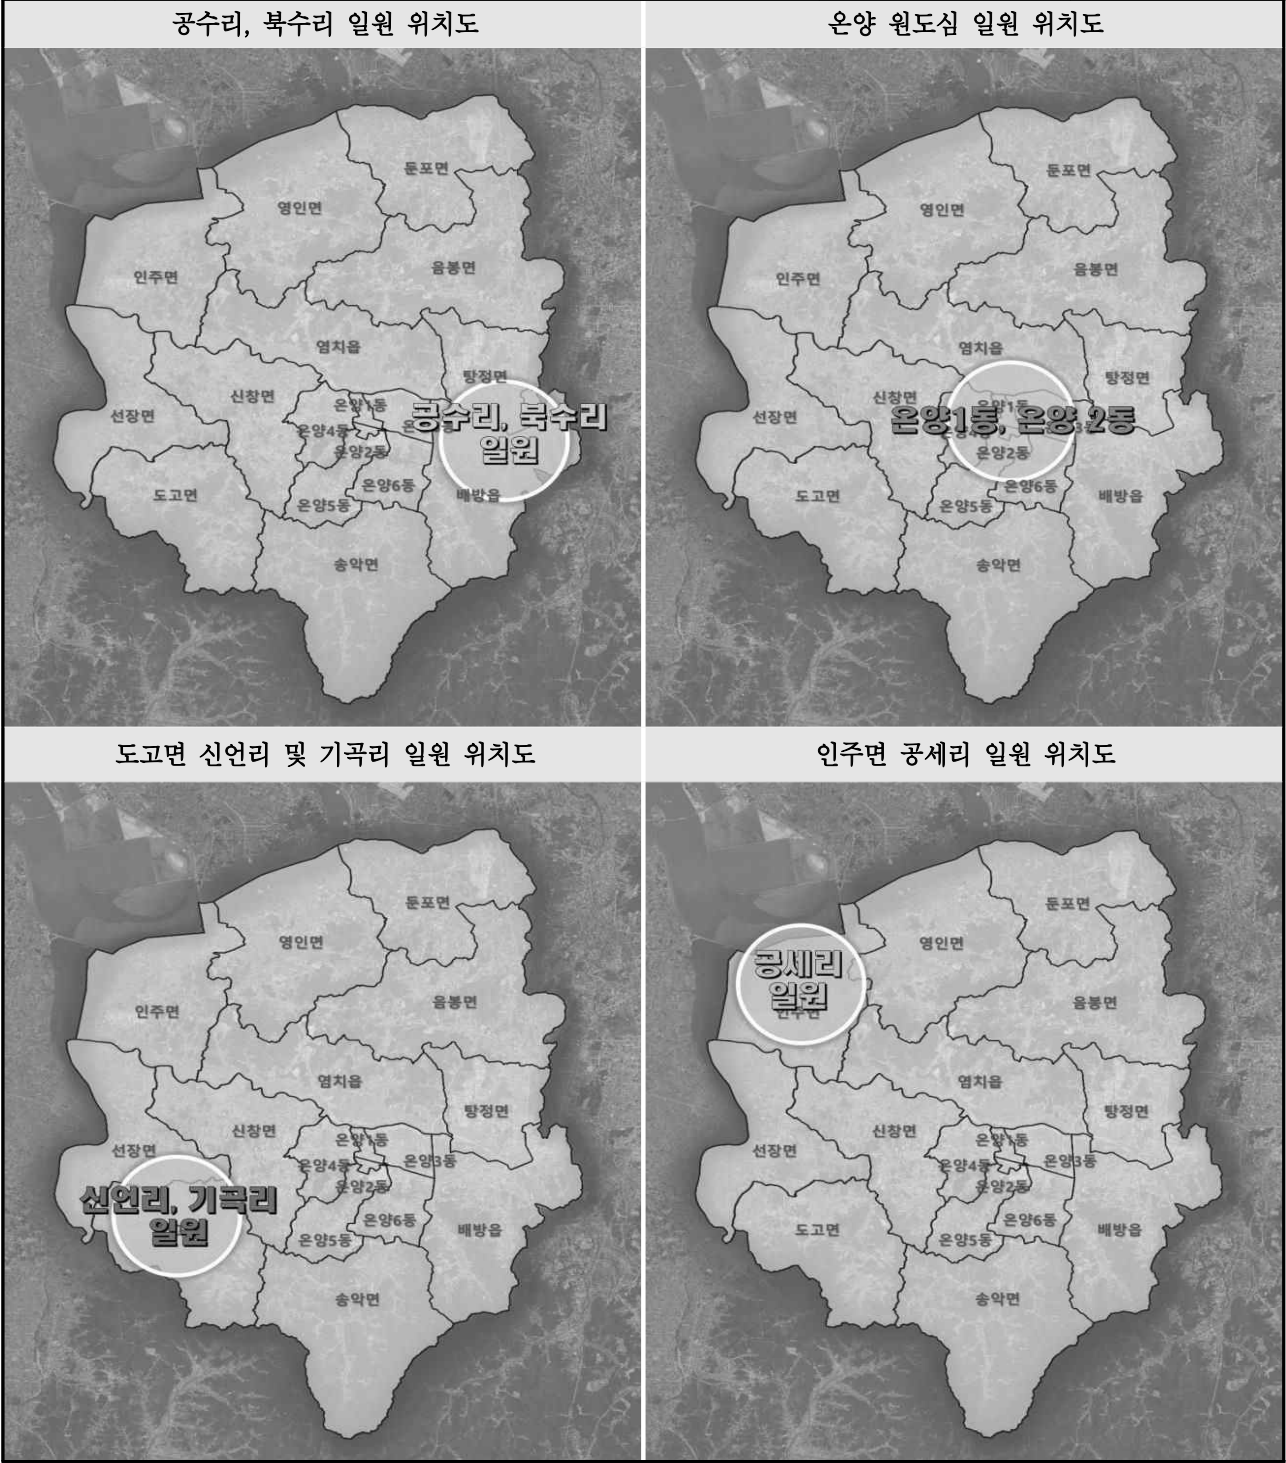 공수리, 북수리 일원 위치도
둔포면
영인면
음봉면
인주면
염치읍
탕정면
신창면
온양1동
선장면
공수리, 북수리
일원
온양4동
온양2동
온양6동
배방읍
도고면
온양5동
송악면
온양 원도심 일원 위치도
둔포면
영인면
음봉면
인주면
염치읍
탕정면
신창면
온양1동
선장면
온양1동, 온양 2동
온양2동
온양6동
배방읍
도고면
온양5동
송악면
도고면 신언리 및 기곡리 일원 위치도
둔포면
영인면
음봉면
인주면
염치읍
탕정면
신창면
온양1동
선장면
온양4동
온양3동
온양2동
신언리, 기곡리
일원
온양6동
배방읍
온양5동
송악면
인주면 공세리 일원 위치도
둔포면
영인면
공세리
일원
인주면
음봉면
염치읍
탕정면
신창면
온양1동
선장면
온양4동
온양3동
온양2동
온양6동
도고면
배방읍
온양5동
송악면